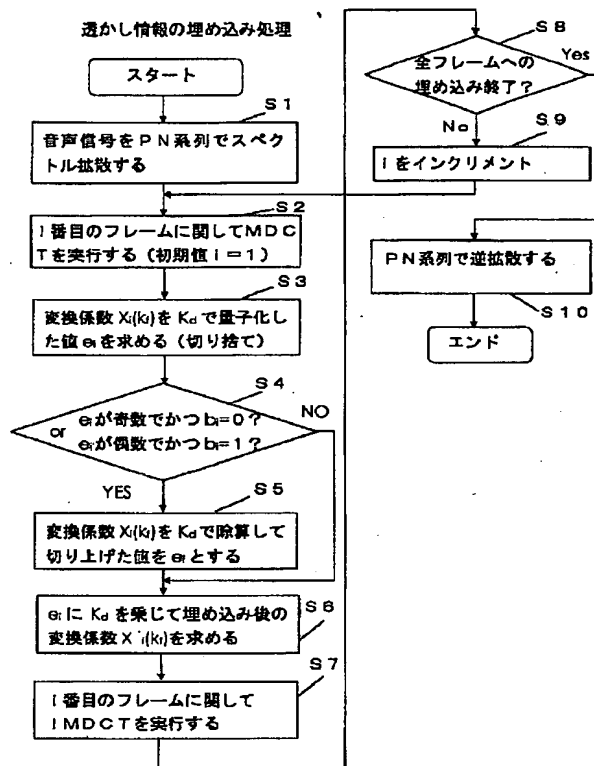 透かし情報の埋め込み処理
スタート
S1
音声信号をPN系列でスペク
トル拡散する
S2
i番目のフレームに関してMDC
Tを実行する（初期値i＝1）
S3
変換係数Xi(kf)をKdで量子化し
た値eiを求める（切り捨て）
S4
eiが奇数でかつbi=0？
or
eiが偶数でかつbi=1？
NO
YES
S5
変換係数Xi(kf)をKdで除算して
切り上げた値をeiとする
eiにKdを乗じて埋め込み後の
変換係数X'i(kf)を求める
S6
S7
i番目のフレームに関して
IMDCTを実行する
S8
全フレームへの
埋め込み終了？
Yes
No
S9
iをインクリメント
PN系列で逆拡散する
S10
エンド